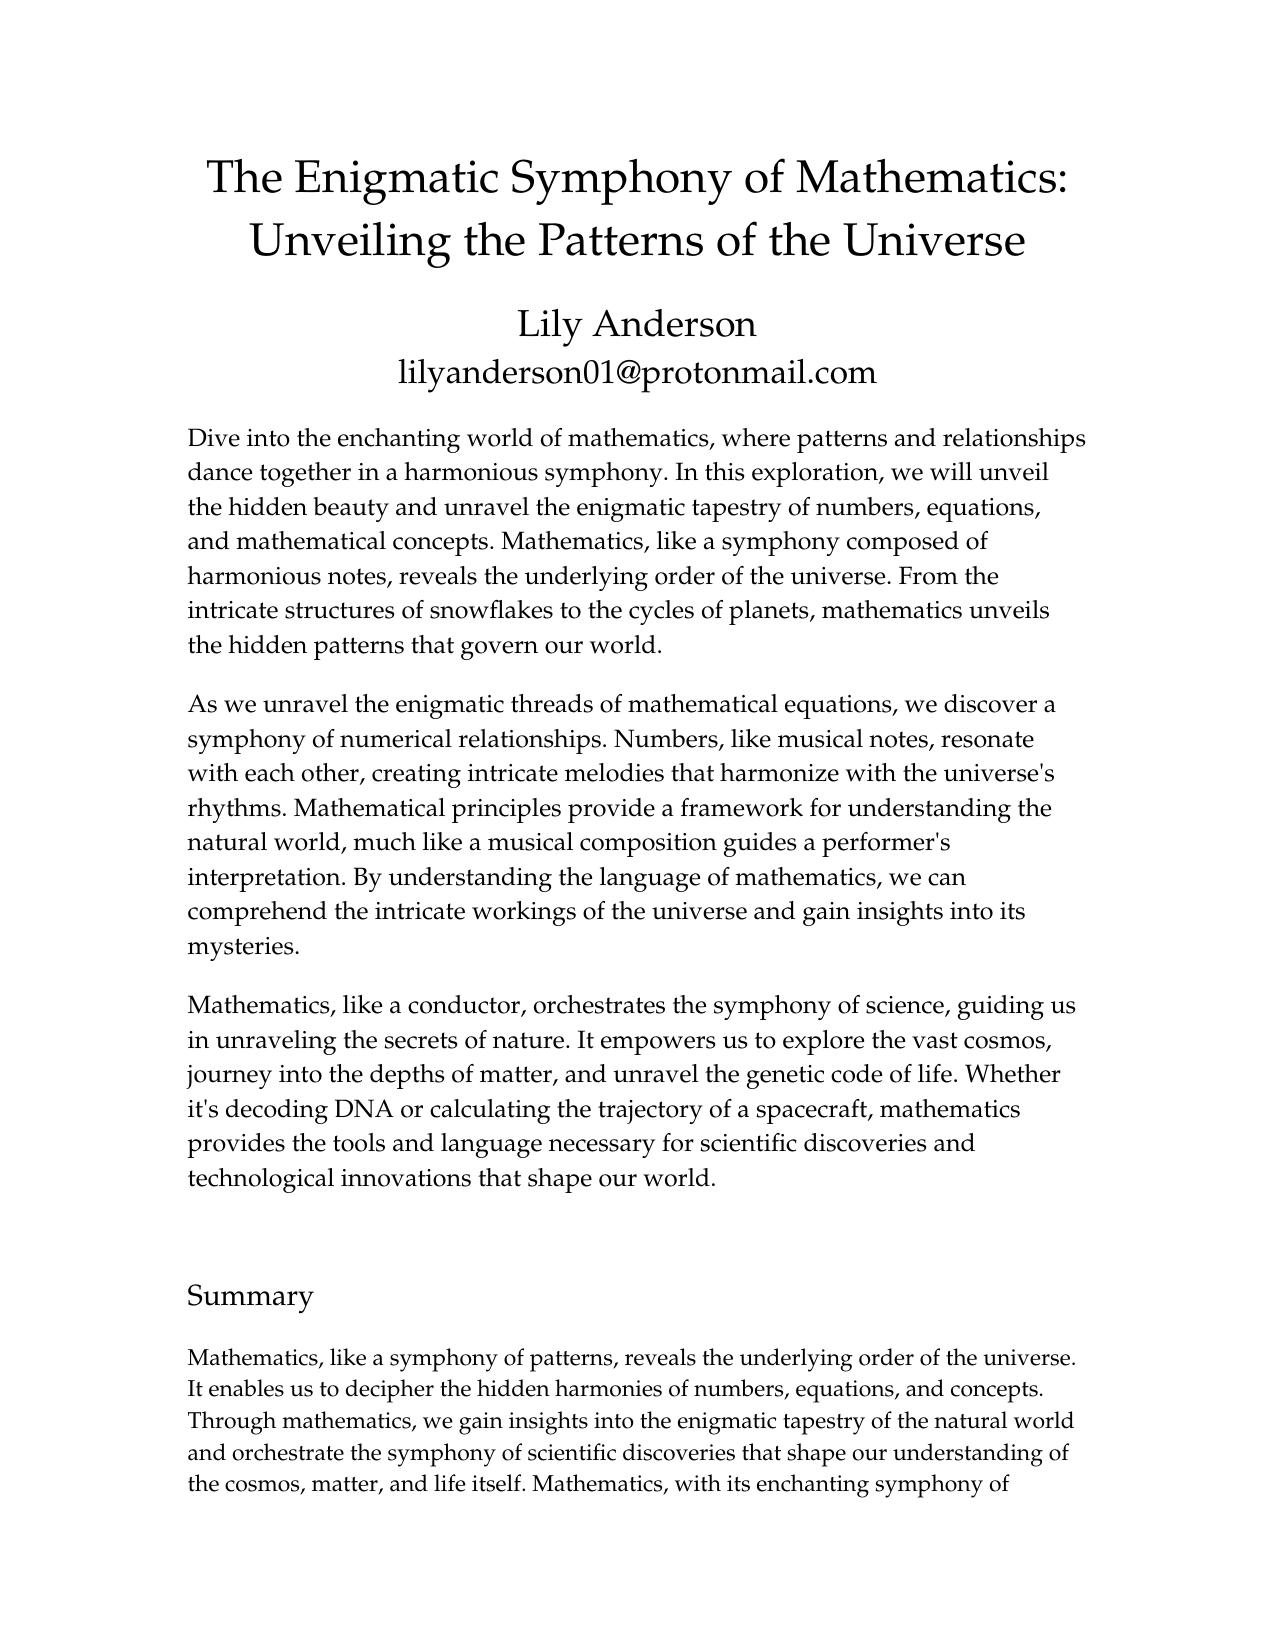 The Enigmatic Symphony of Mathematics:
Unveiling the Patterns of the Universe
Lily Anderson
lilyanderson01@protonmail.com
Dive into the enchanting world of mathematics, where patterns and relationships
dance together in a harmonious symphony. In this exploration, we will unveil
the hidden beauty and unravel the enigmatic tapestry of numbers, equations,
and mathematical concepts. Mathematics, like a symphony composed of
harmonious notes, reveals the underlying order of the universe. From the
intricate structures of snowflakes to the cycles of planets, mathematics unveils
the hidden patterns that govern our world.
As we unravel the enigmatic threads of mathematical equations, we discover a
symphony of numerical relationships. Numbers, like musical notes, resonate
with each other, creating intricate melodies that harmonize with the universe's
rhythms. Mathematical principles provide a framework for understanding the
natural world, much like a musical composition guides a performer's
interpretation. By understanding the language of mathematics, we can
comprehend the intricate workings of the universe and gain insights into its
mysteries.
Mathematics, like a conductor, orchestrates the symphony of science, guiding us
in unraveling the secrets of nature. It empowers us to explore the vast cosmos,
journey into the depths of matter, and unravel the genetic code of life. Whether
it's decoding DNA or calculating the trajectory of a spacecraft, mathematics
provides the tools and language necessary for scientific discoveries and
technological innovations that shape our world.
Summary
Mathematics, like a symphony of patterns, reveals the underlying order of the universe.
It enables us to decipher the hidden harmonies of numbers, equations, and concepts.
Through mathematics, we gain insights into the enigmatic tapestry of the natural world
and orchestrate the symphony of scientific discoveries that shape our understanding of
the cosmos, matter, and life itself. Mathematics, with its enchanting symphony of